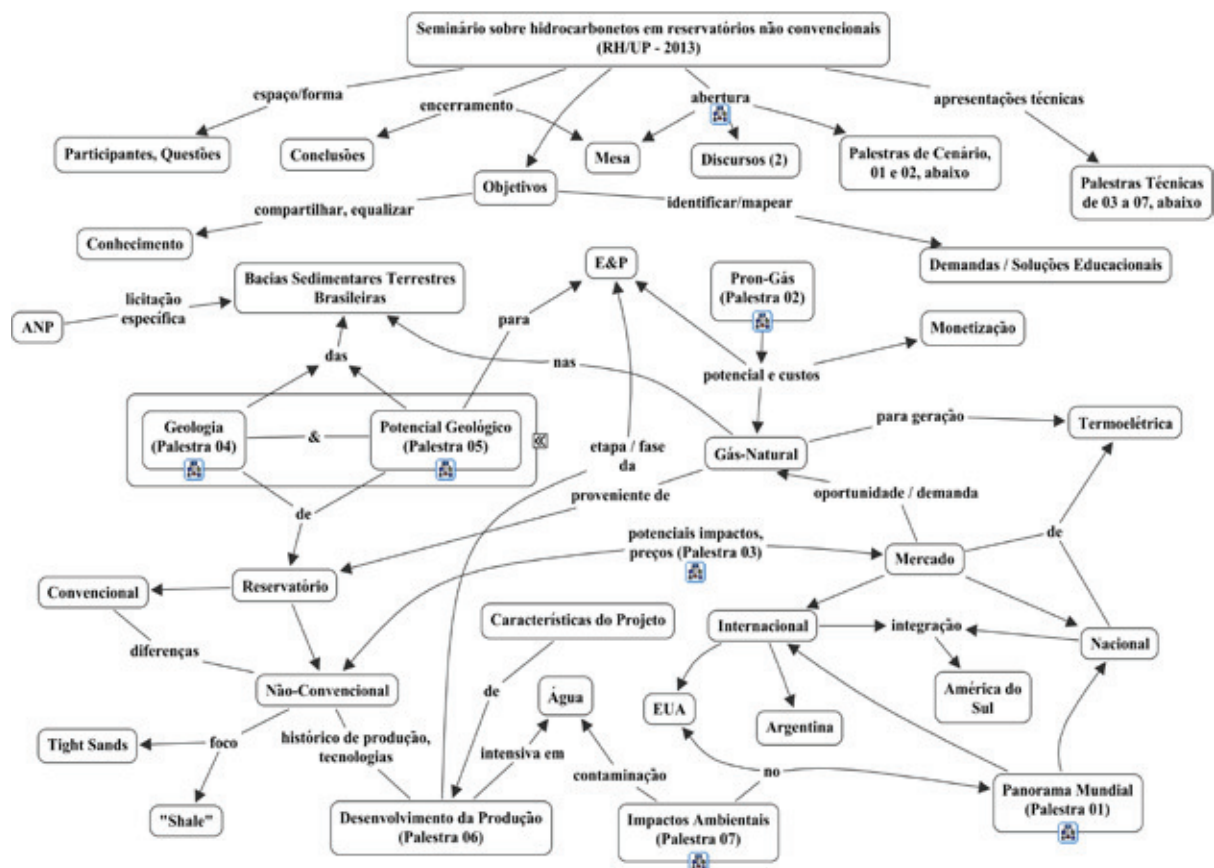 Seminário sobre hidrocarbonetos em reservatórios não convencionais
(RH/UP - 2013)
espaço/forma
encerramento
abertura
apresentações técnicas
Participantes, Questões
Conclusões
Mesa
Discursos (2)
Palestras de Cenário,
01 e 02, abaixo
Palestras Técnicas
de 03 a 07, abaixo
Objetivos
compartilhar, equalizar
identificar/mapear
Conhecimento
Demandas / Soluções Educacionais
Bacias Sedimentares Terrestres
Brasileiras
E&P
Pron-Gás
(Palestra 02)
ANP
licitação
específica
para
Monetização
das
nas
potencial e custos
Geologia
(Palestra 04)
&
Potencial Geológico
(Palestra 05)
etapa / fase
da
Gás-Natural
para geração
Termoelétrica
proveniente de
oportunidade / demanda
de
potenciais impactos,
preços (Palestra 03)
Mercado
de
Convencional
Reservatório
Características do Projeto
Internacional
integração
Nacional
diferenças
Não-Convencional
de
Água
EUA
Argentina
América do
Sul
Tight Sands
foco
histórico de produção,
tecnologias
intensiva em
contaminação
no
"Shale"
Desenvolvimento da Produção
(Palestra 06)
Impactos Ambientais
(Palestra 07)
Panorama Mundial
(Palestra 01)